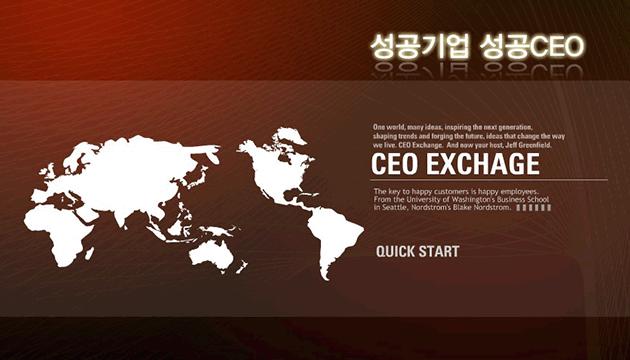 성공기업 성공CEO
One world, many ideas, inspiring the next generation,
shaping trends and forging the future, ideas that change the way
we live. CEO Exchange. And now your host, Jeff Greenfield.
CEO EXCHAGE
The key to happy customers is happy employees.
From the University of Washington's Business School
in Seattle, Nordstrom's Blake Nordstrom.
QUICK START